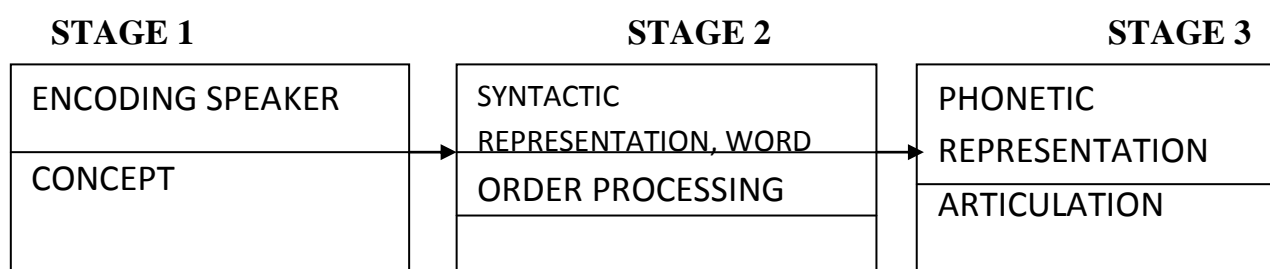 STAGE 1 STAGE 2 STAGE 3
ENCODING SPEAKER
CONCEPT
SYNTACTIC
REPRESENTATION, WORD
ORDER PROCESSING
PHONETIC
REPRESENTATION
ARTICULATION